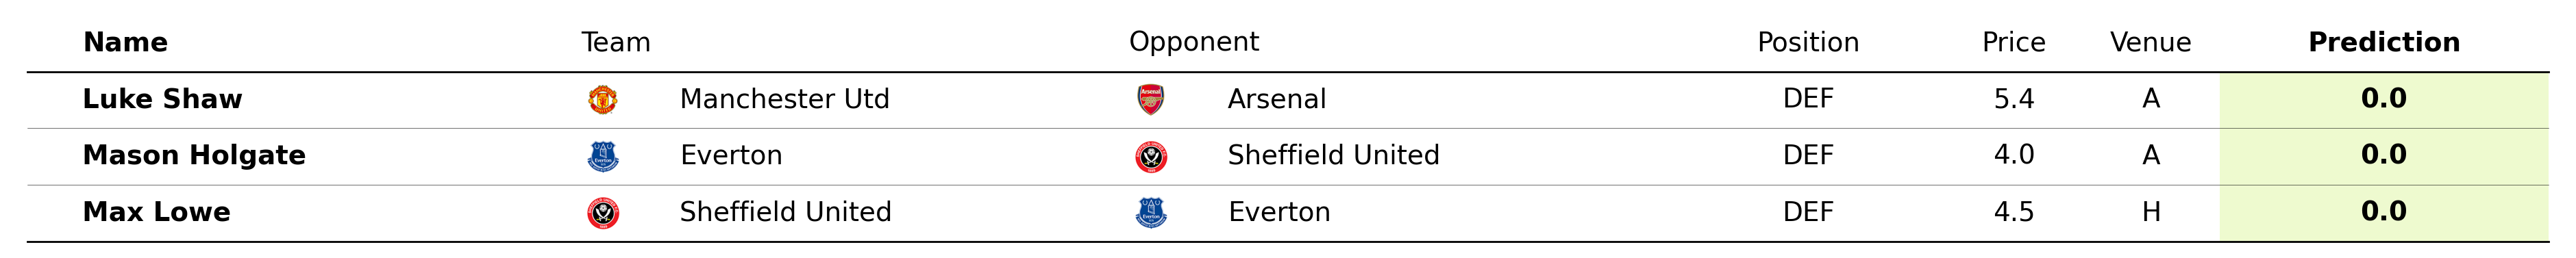 Name Team Opponent Position Price Venue Prediction
Luke Shaw Manchester Utd Arsenal Arsenal DEF 5.4 A 0.0
Mason Holgate Everton Everton Sheffield United DEF 4.0 A 0.0
Max Lowe Sheffield United Everton Everton DEF 4.5 H 0.0